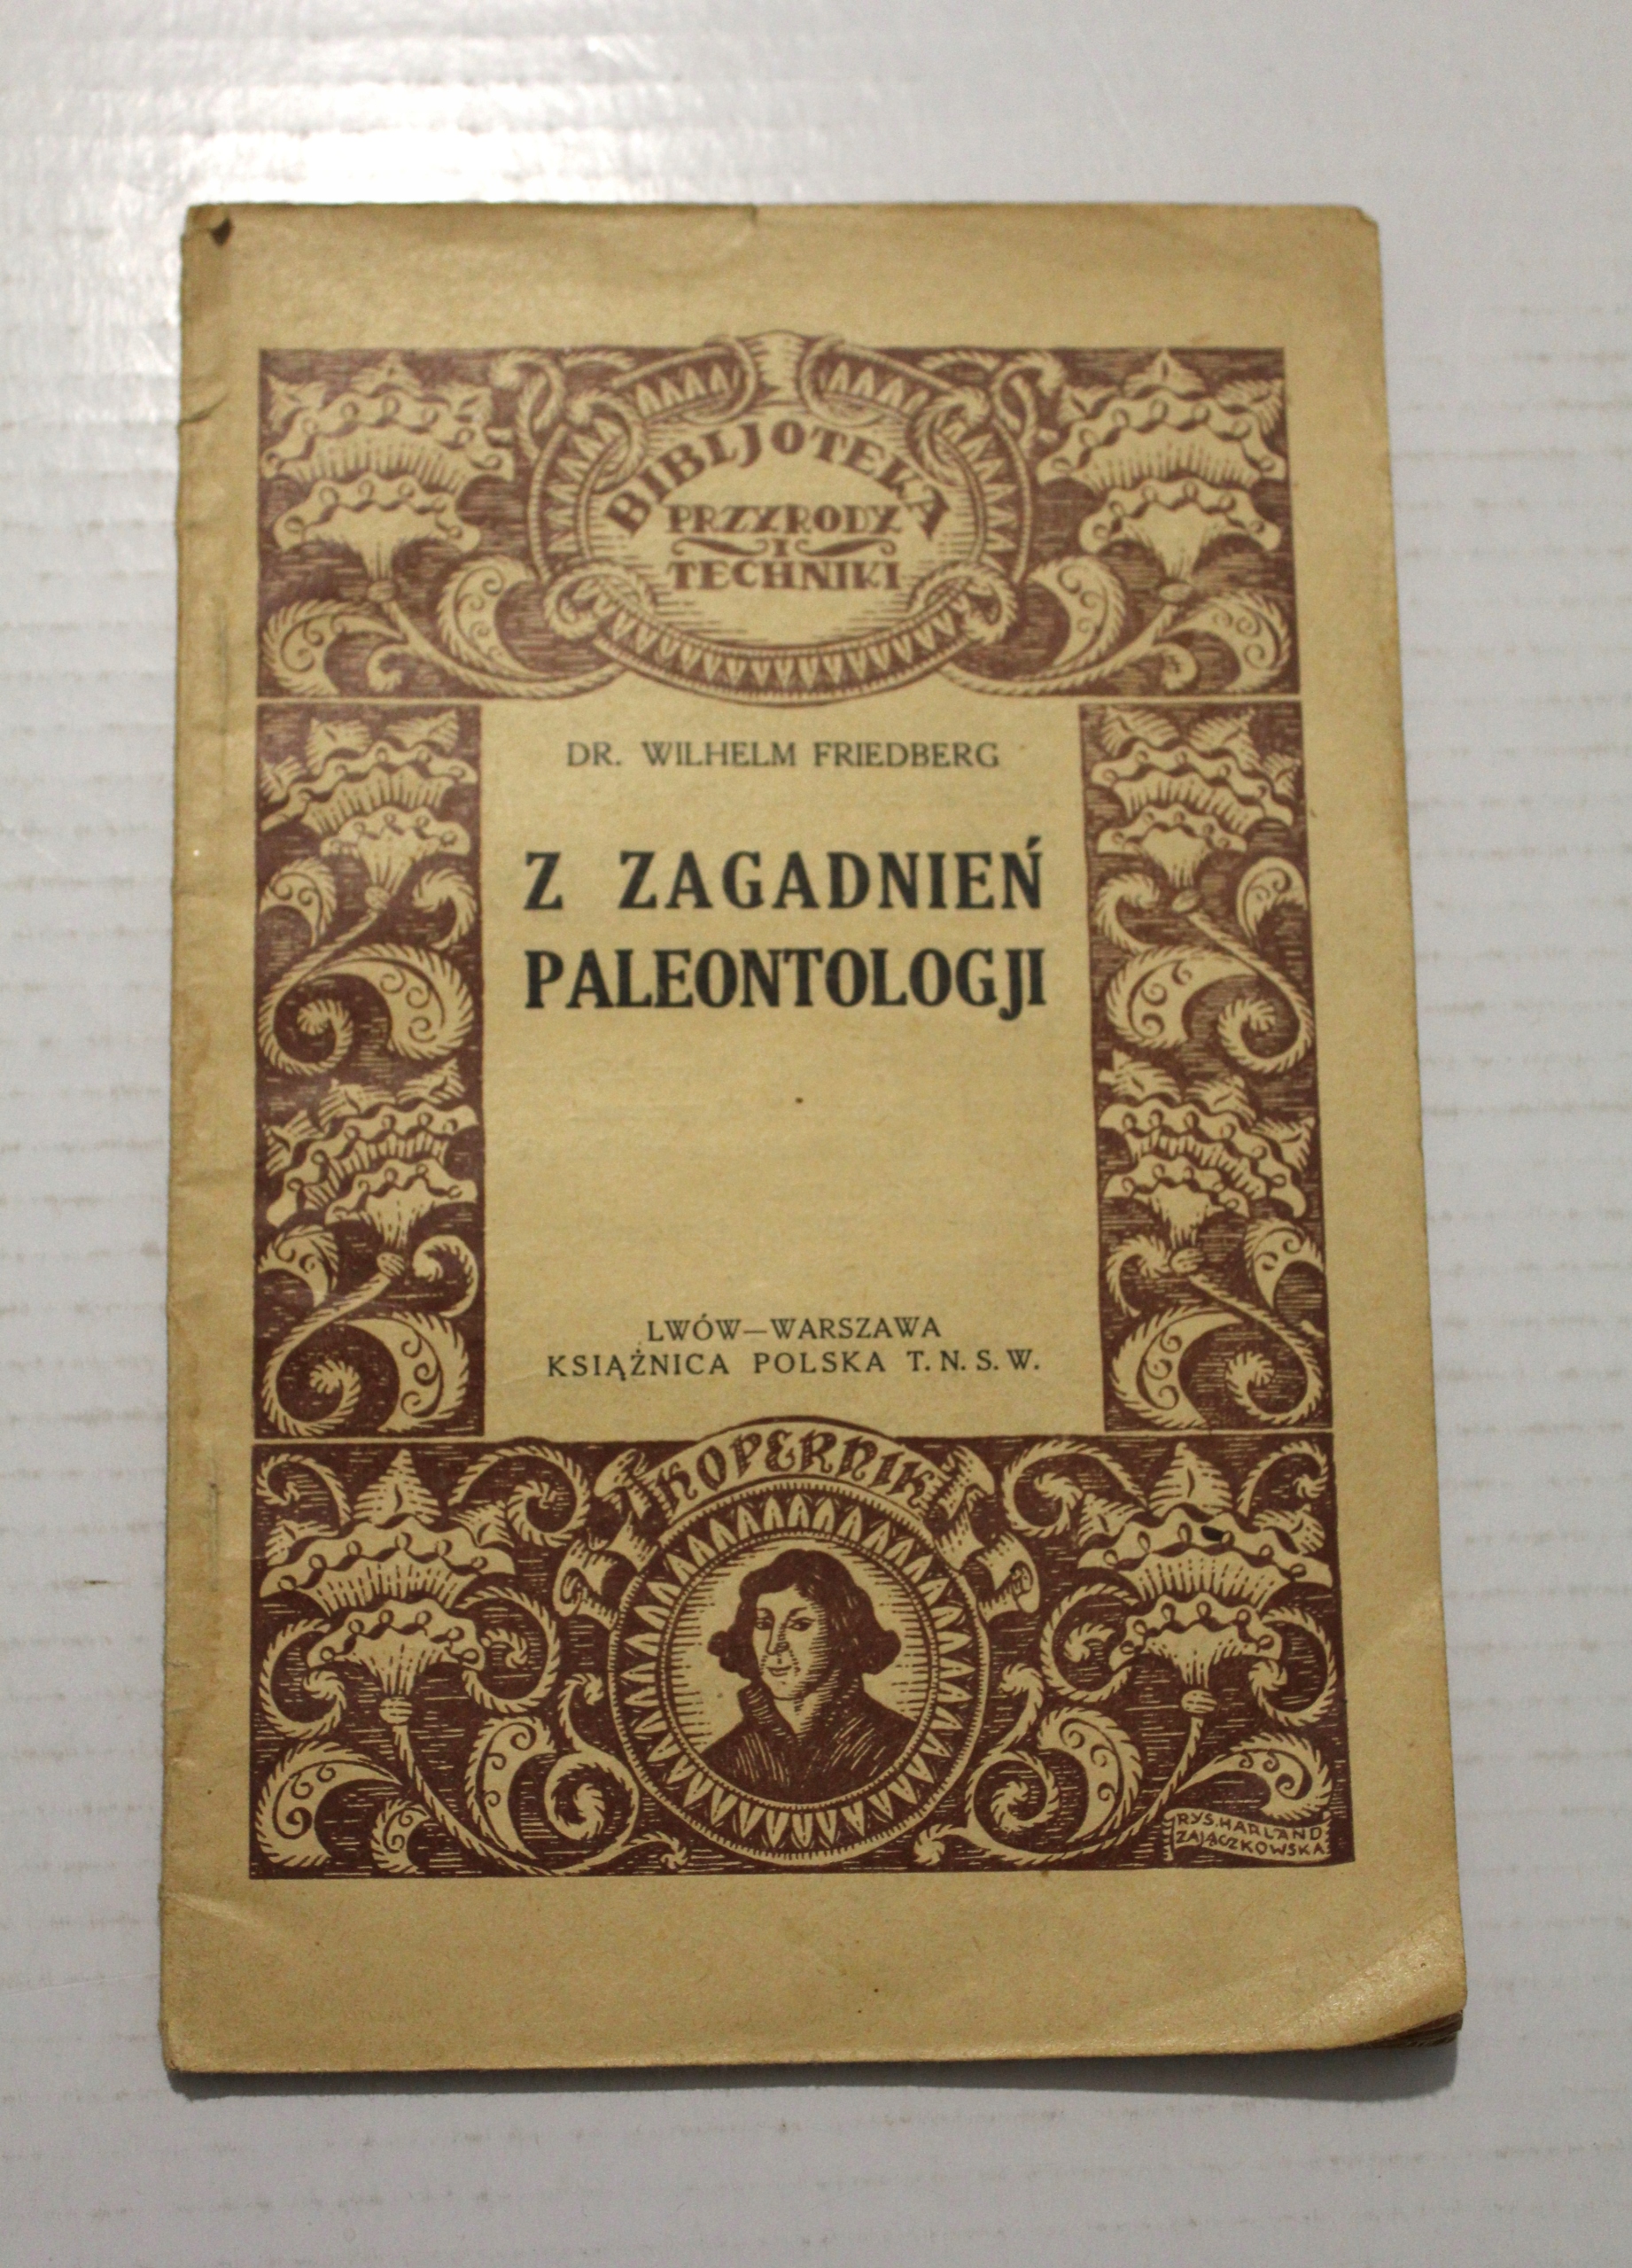 BIBLJOTEKA
PRZYRODY
I
TECHNIKI
DR. WILHELM FRIEDBERG
Z ZAGADNIEŃ
PALEONTOLOGJI
LWÓW—WARSZAWA
KSIĄŻNICA POLSKA T. N. S. W.
KOPERNIK
RYS. HARLAND
ZAJĄCZKOWSKA